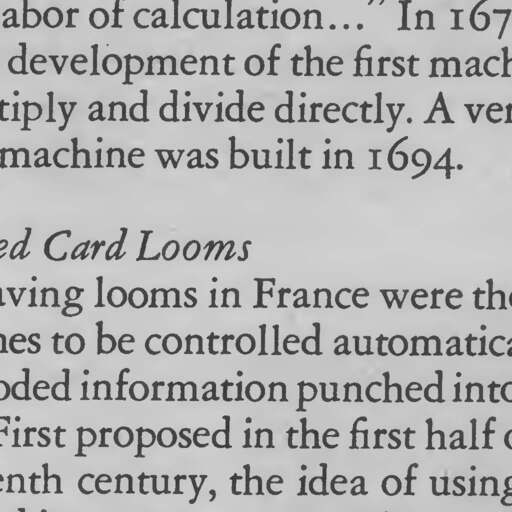 abor of calculation..." In 167
development of the first mach
tiply and divide directly. A ver
machine was built in 1694.
ed Card Looms
aving looms in France were the
nes to be controlled automatica
oded information punched into
First proposed in the first half o
enth century, the idea of using